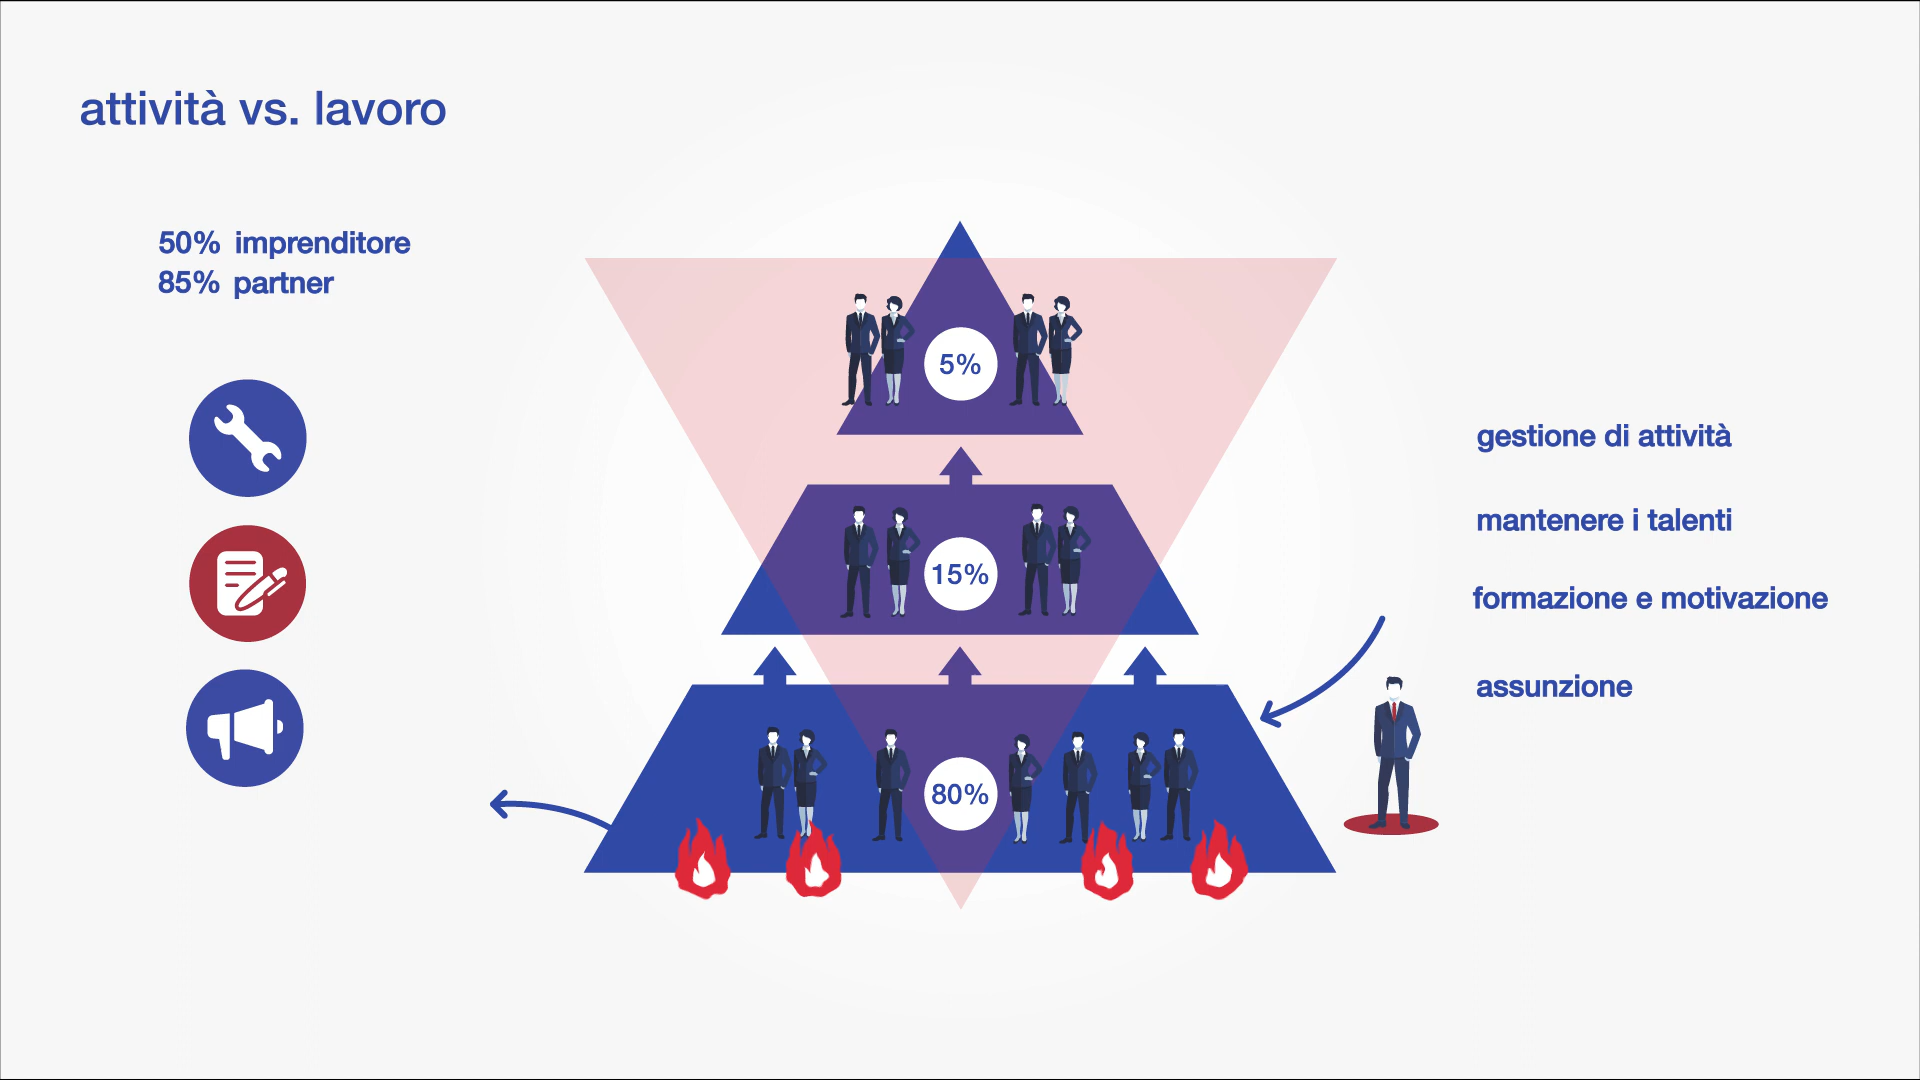 attività vs. lavoro
50% imprenditore
85% partner
5%
15%
80%
gestione di attività
mantenere i talenti
formazione e motivazione
assunzione